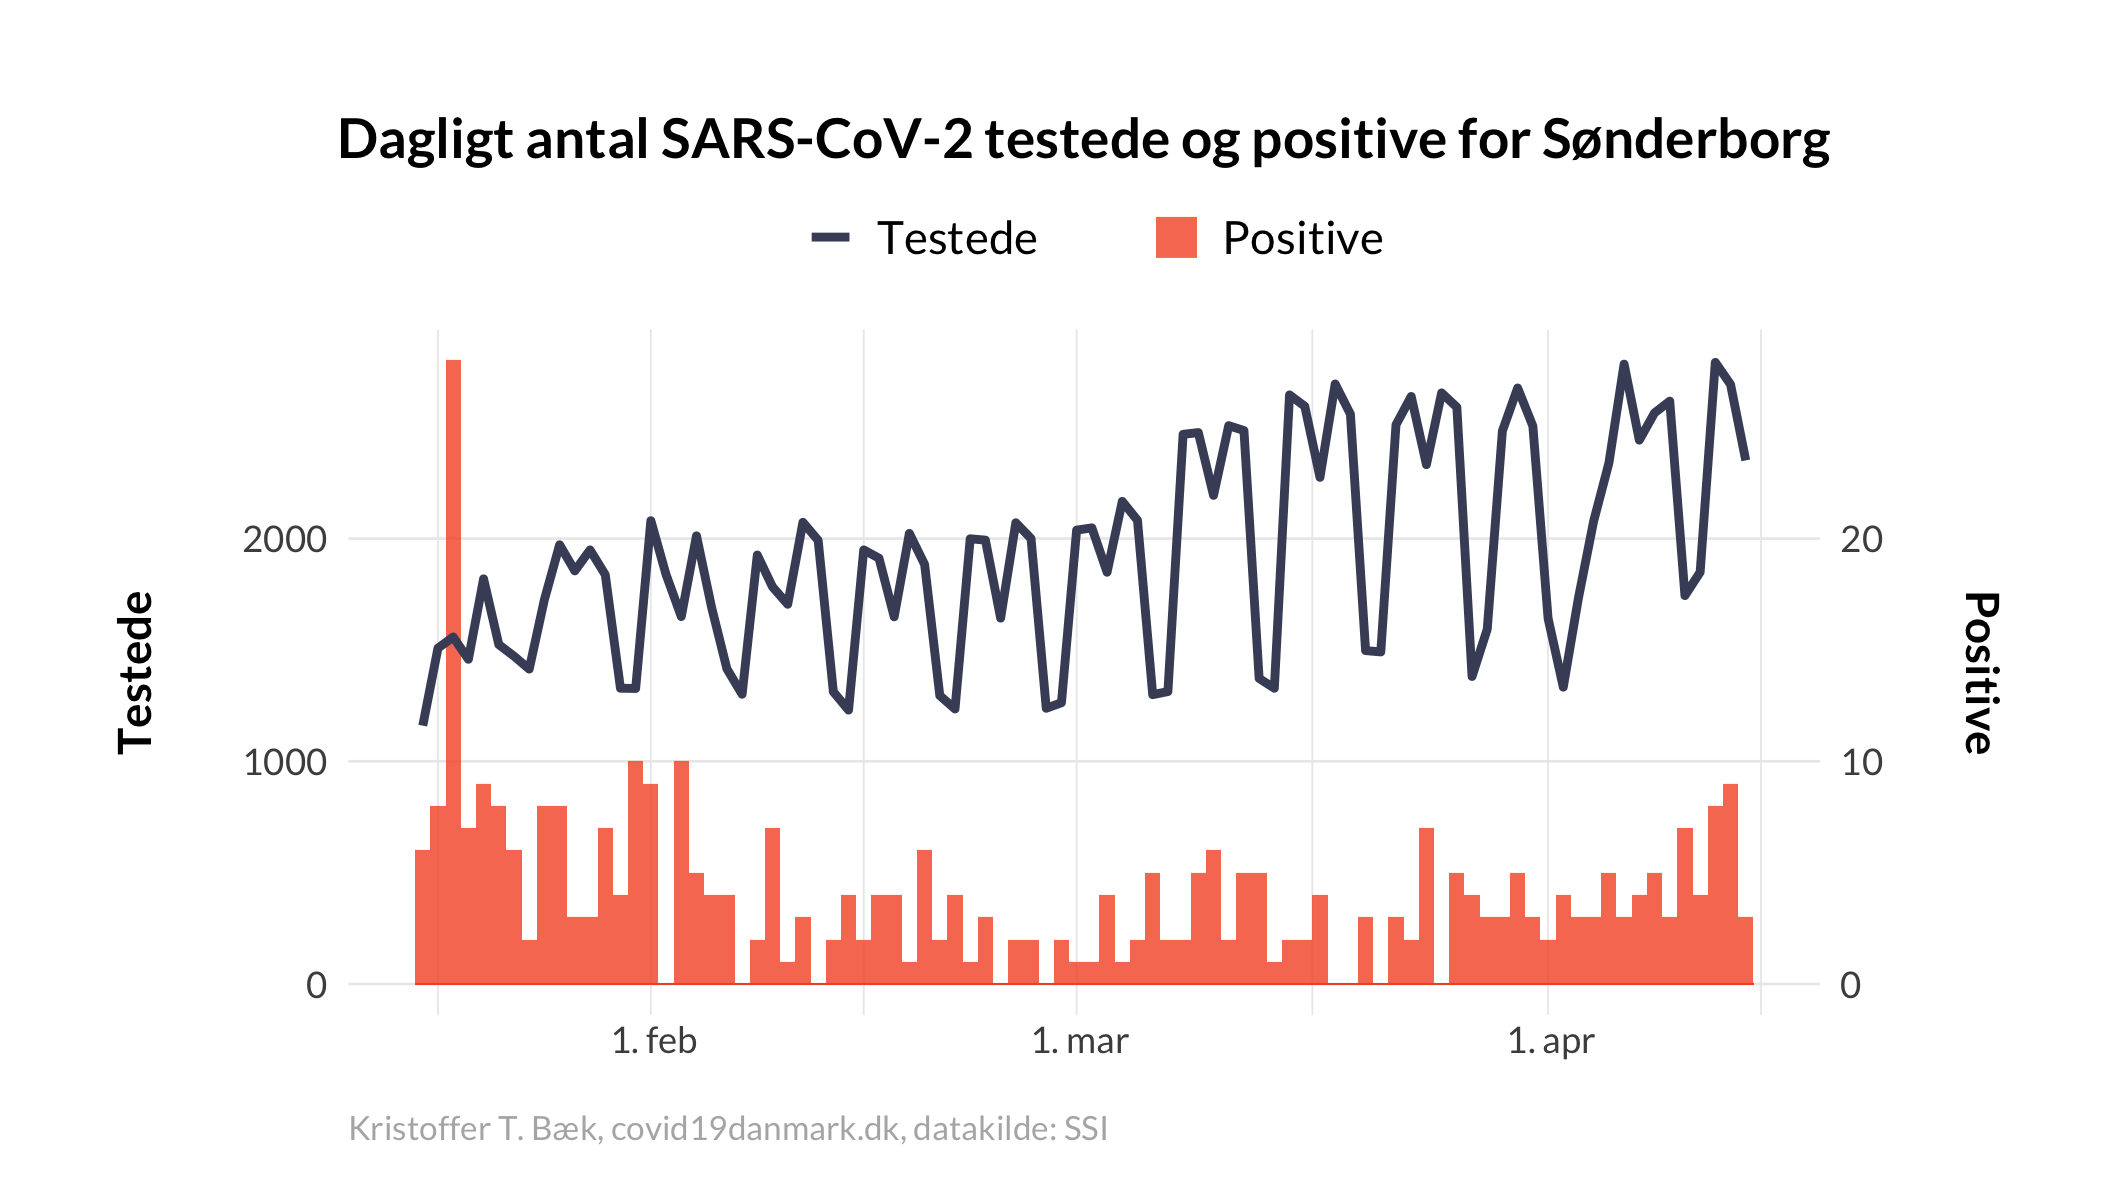 Dagligt antal SARS-CoV-2 testede og positive for Sønderborg
Testede
Positive
Testede
2000
1000
0
20
10
0
Positive
1. feb
1. mar
1. apr
Kristoffer T. Bæk, covid19danmark.dk, datakilde: SSI